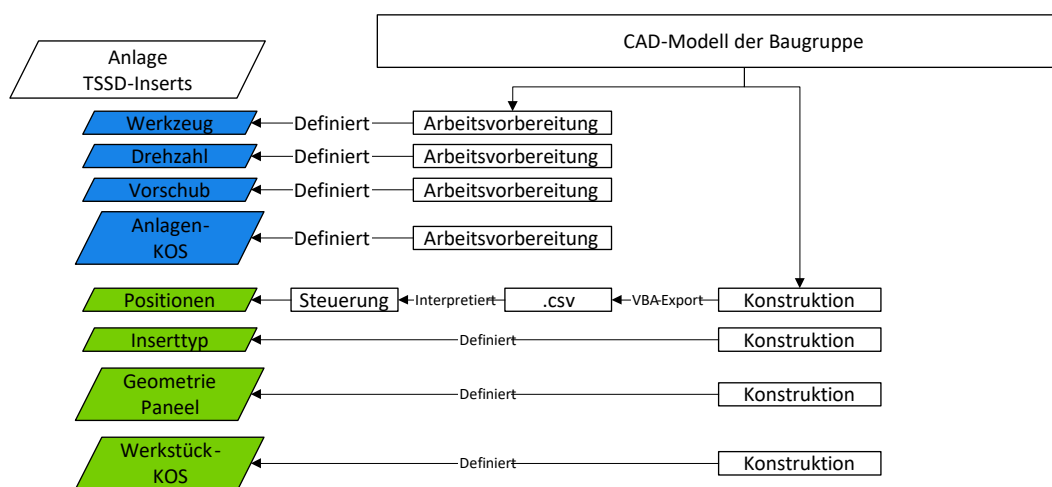 Anlage
TSSD-Inserts
CAD-Modell der Baugruppe
Werkzeug Definiert Arbeitsvorbereitung
Drehzahl Definiert Arbeitsvorbereitung
Vorschub Definiert Arbeitsvorbereitung
Anlagen-
KOS Definiert Arbeitsvorbereitung
Positionen Steuerung Interpretiert .csv VBA-Export Konstruktion
Inserttyp Definiert Konstruktion
Geometrie
Paneel Definiert Konstruktion
Werkstück-
KOS Definiert Konstruktion